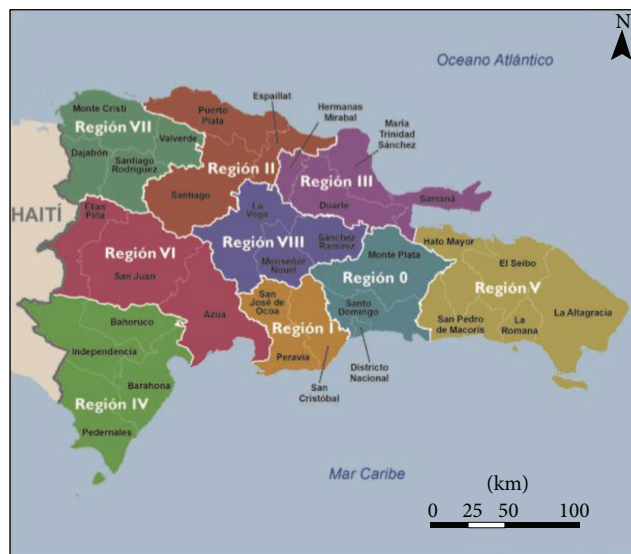 N
Oceano Atlántico
Espaillat
Hermanas
Mirabal
María
Trinidad
Sánchez
Monte Cristi
Puerto
Plata
Región VII
Valverde
Dajabón
Santiago
Rodríguez
Región II
Región III
Santiago
Duarte
Samaná
HAITÍ
Elías
Piña
La
Vega
Región VIII
Sánchez
Ramírez
Monseñor
Nouel
Región VI
San Juan
Azua
Monte Plata
Región 0
Santo
Domingo
Hato Mayor
El Seibo
Región V
La Altagracia
San Pedro
de Macorís
La
Romana
San
José de
Ocoa
Región I
Peravia
San
Cristóbal
Districto
Nacional
Bahoruco
Independencia
Barahona
Región IV
Pedernales
Mar Caribe
(km)
0 25 50 100